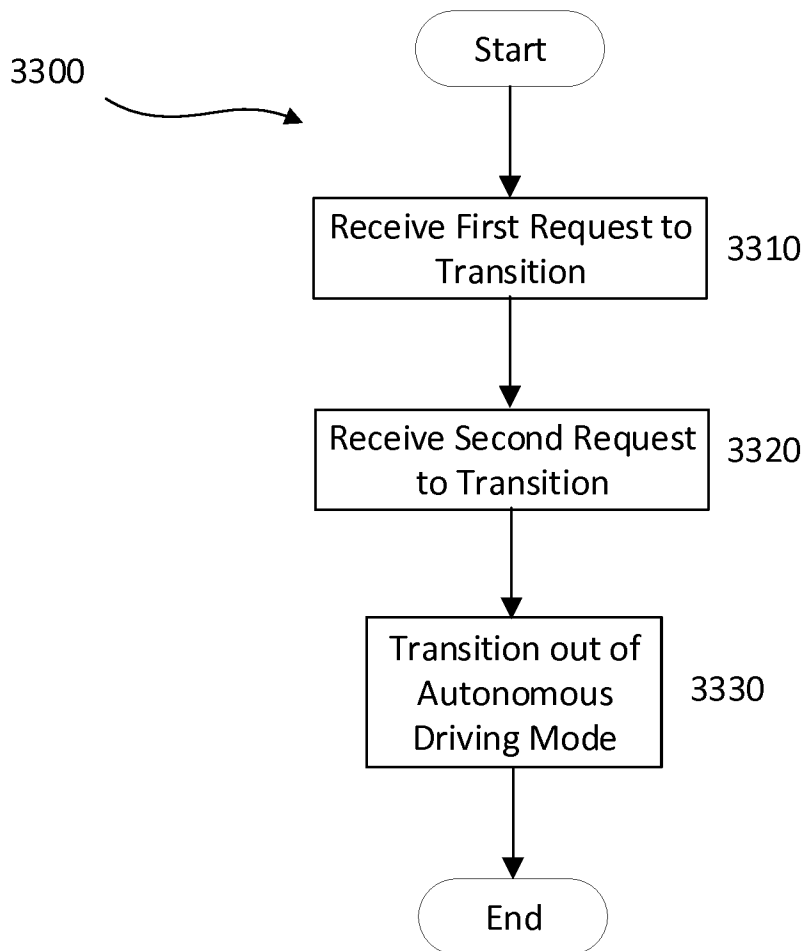 Start
3300
Receive First Request to
Transition
3310
Receive Second Request
to Transition
3320
Transition out of
Autonomous
Driving Mode
3330
End